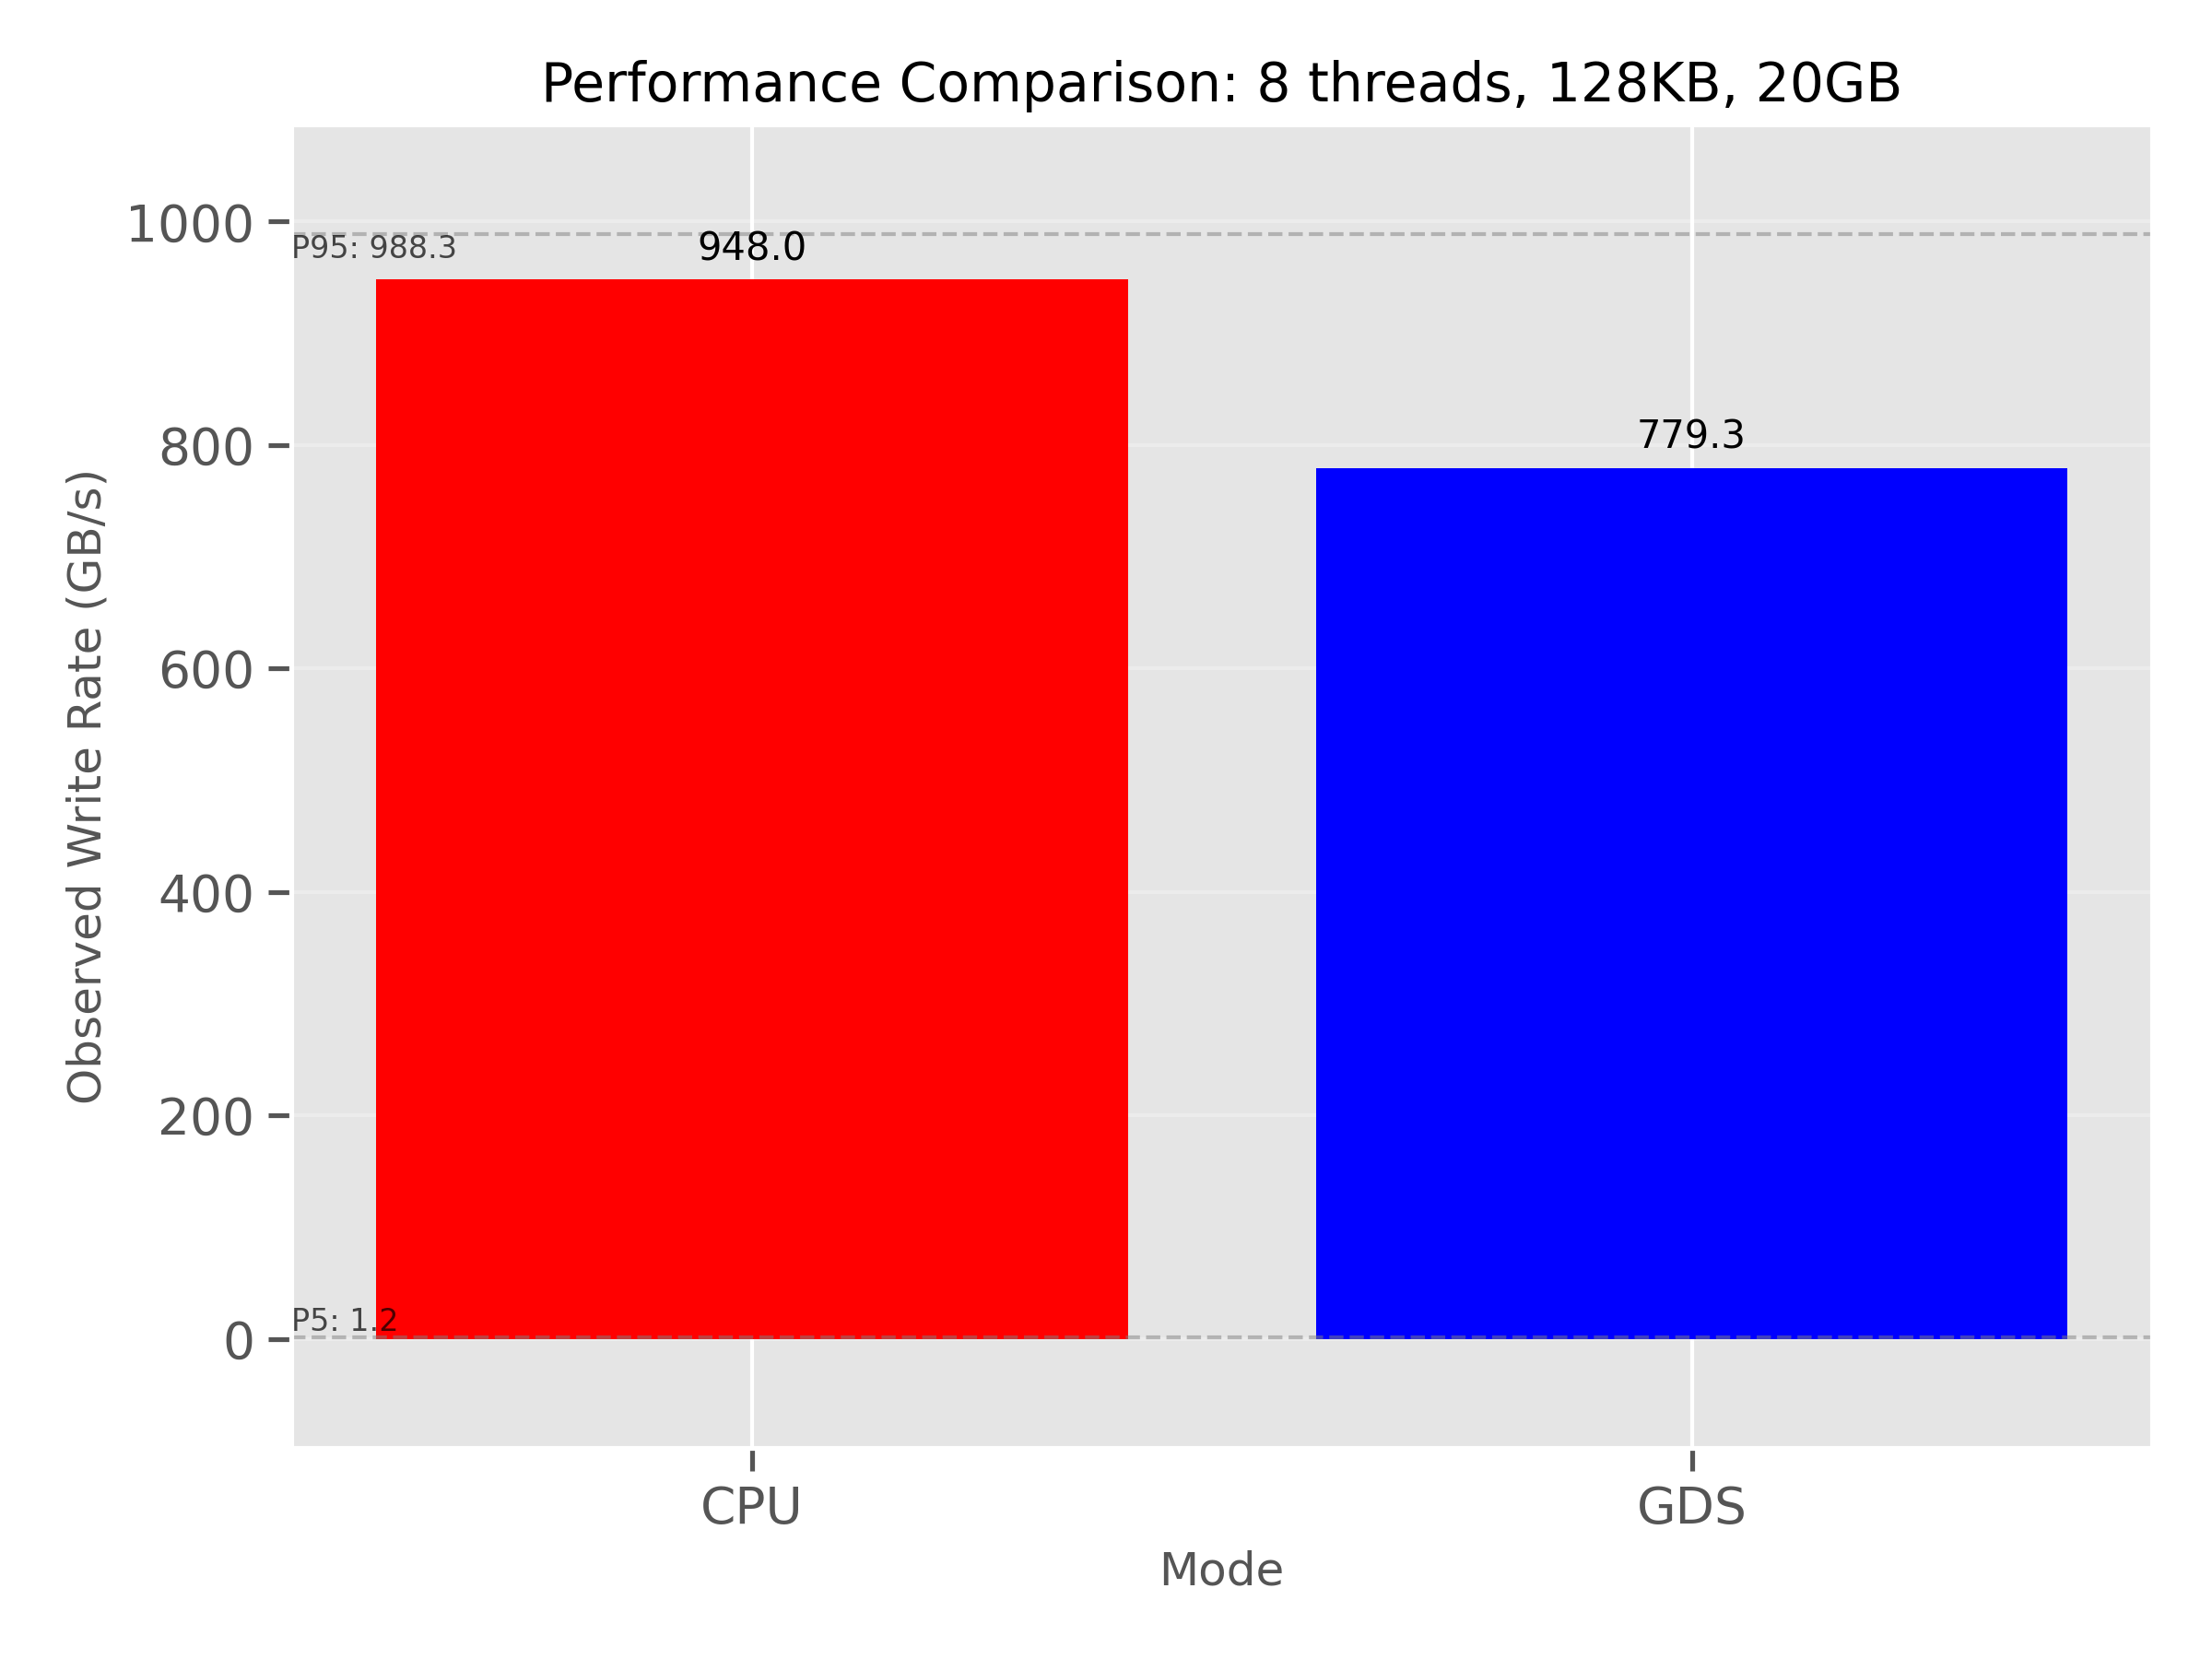 Performance Comparison: 8 threads, 128KB, 20GB
Observed Write Rate (GB/s)
1000
800
600
400
200
0
P95: 988.3
948.0
779.3
P5: 1.2
CPU
GDS
Mode